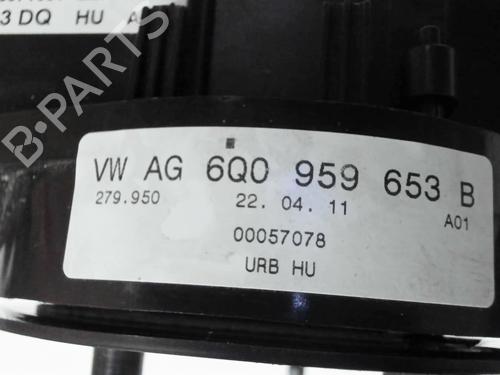 3 DQ HU A
B-PARTS
VW AG 6Q0 959 653 B
279.950 22. 04. 11 A01
00057078
URB HU